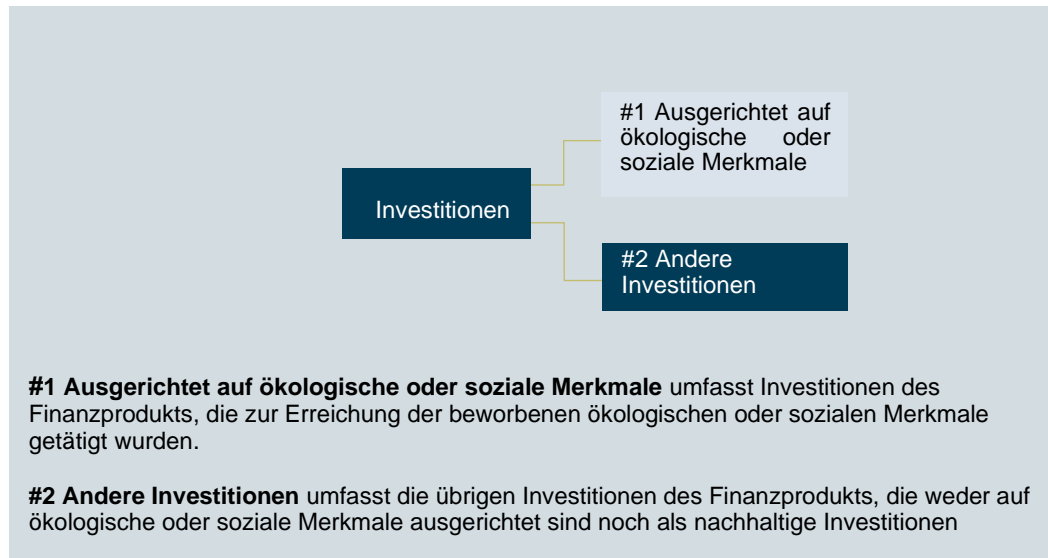 #1 Ausgerichtet auf
ökologische oder
soziale Merkmale
Investitionen
#2 Andere
Investitionen
#1 Ausgerichtet auf ökologische oder soziale Merkmale umfasst Investitionen des
Finanzprodukts, die zur Erreichung der beworbenen ökologischen oder sozialen Merkmale
getätigt wurden.
#2 Andere Investitionen umfasst die übrigen Investitionen des Finanzprodukts, die weder auf
ökologische oder soziale Merkmale ausgerichtet sind noch als nachhaltige Investitionen